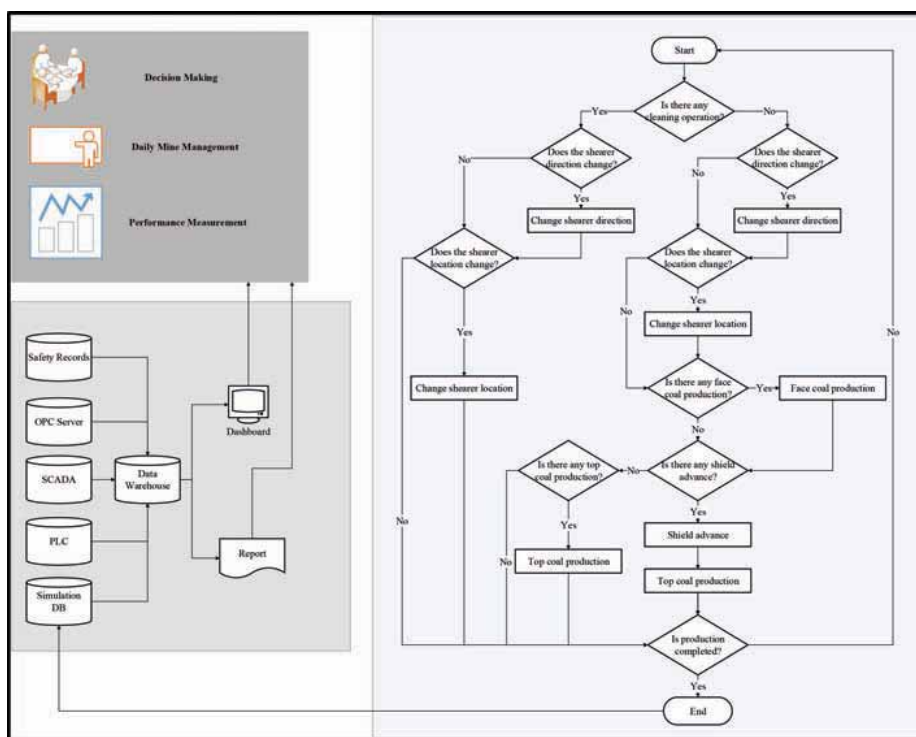 Decision Making
Daily Mine Management
Performance Measurement
Safety Records
OPC Server
SCADA
PLC
Simulation
DB
Data
Warehouse
Dashboard
Report
Start
Is there any
cleaning operation?
Yes
No
Does the shearer
direction change?
No
Yes
Change shearer direction
Does the shearer
location change?
Yes
Change shearer location
No
Does the shearer
direction change?
No
Yes
Change shearer direction
Does the shearer
location change?
No
Yes
Change shearer location
Is there any face
coal production?
Yes
Face coal production
No
Is there any shield
advance?
No
Is there any top
coal production?
Yes
No
Top coal production
Yes
Shield advance
Top coal production
Is production
completed?
No
Yes
End